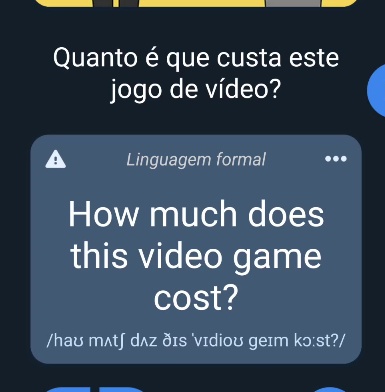 Quanto é que custa este
jogo de vídeo?
Linguagem formal
How much does
this video game
cost?
/haʊ mʌtʃ dʌz ðɪs ˈvɪdioʊ geɪm kɔːst?/